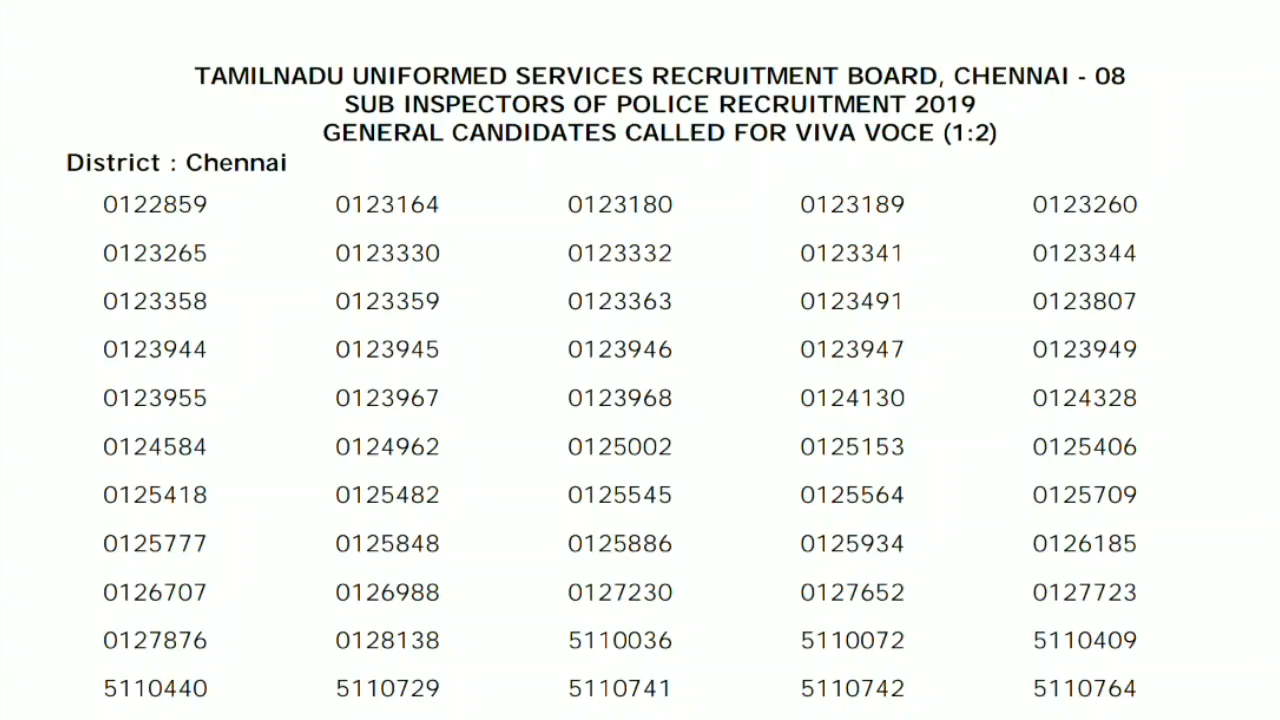 TAMILNADU UNIFORMED SERVICES RECRUITMENT BOARD, CHENNAI - 08
SUB INSPECTORS OF POLICE RECRUITMENT 2019
GENERAL CANDIDATES CALLED FOR VIVA VOCE (1:2)
District : Chennai
0122859 0123164 0123180 0123189 0123260
0123265 0123330 0123332 0123341 0123344
0123358 0123359 0123363 0123491 0123807
0123944 0123945 0123946 0123947 0123949
0123955 0123967 0123968 0124130 0124328
0124584 0124962 0125002 0125153 0125406
0125418 0125482 0125545 0125564 0125709
0125777 0125848 0125886 0125934 0126185
0126707 0126988 0127230 0127652 0127723
0127876 0128138 5110036 5110072 5110409
5110440 5110729 5110741 5110742 5110764